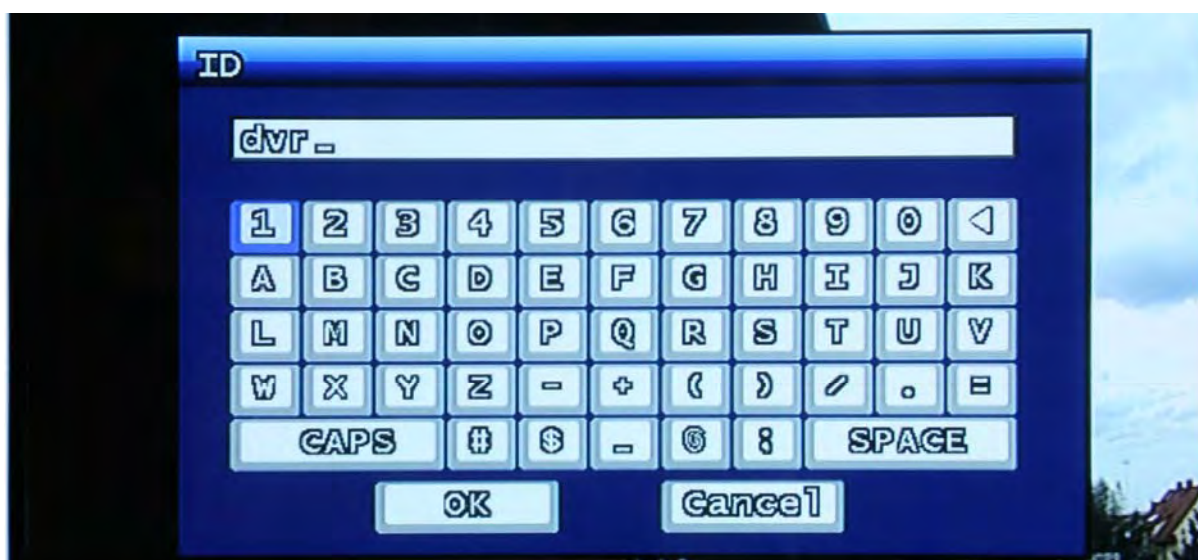 ID
dvr_
1 2 3 4 5 6 7 8 9 0 ◁
A B C D E F G H I J K
L M N O P Q R S T U V
W X Y Z - + ( ) / . =
CAPS # $ _ @ : SPACE
OK Cancel